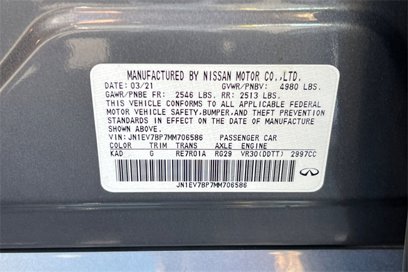 MANUFACTURED BY NISSAN MOTOR CO.,LTD.
DATE: 03/21 GVWR/PNBV: 4980 LBS.
GAWR/PNBE FR: 2546 LBS. RR: 2513 LBS.
THIS VEHICLE CONFORMS TO ALL APPLICABLE FEDERAL
MOTOR VEHICLE SAFETY,BUMPER,AND THEFT PREVENTION
STANDARDS IN EFFECT ON THE DATE OF MANUFACTURE
SHOWN ABOVE.
VIN: JN1EV7BP7MM706586 PASSENGER CAR
COLOR TRIM TRANS AXLE ENGINE
KAD G RE7R01A RG29 VR30(DDTT) 2997CC
JN1EV7BP7MM706586